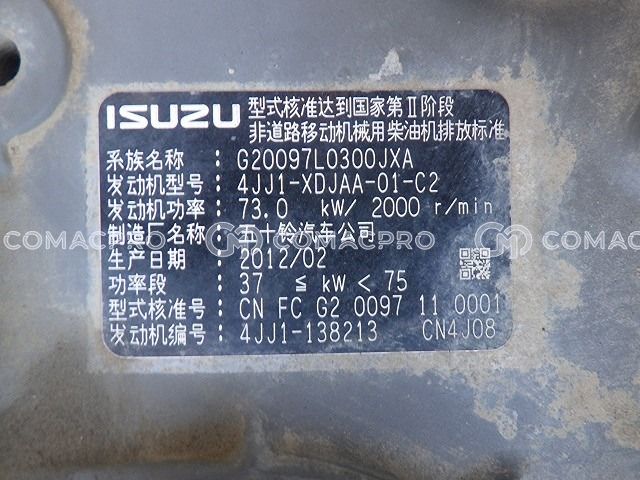 ISUZU 型式核准达到国家第Ⅱ阶段
非道路移动机械用柴油机排放标准
系族名称 : G20097L0300JXA
发动机型号 : 4JJ1-XDJAA-01-C2
发动机功率 : 73.0 kW/ 2000 r/min
制造厂名称 : 五十铃汽车公司
生产日期 : 2012/02
功率段 : 37 ≦ kW < 75
型式核准号 : CN FC G2 0097 11 0001
发动机编号 : 4JJ1-138213 CN4J08
COMACPRO COMACPRO COMACPRO